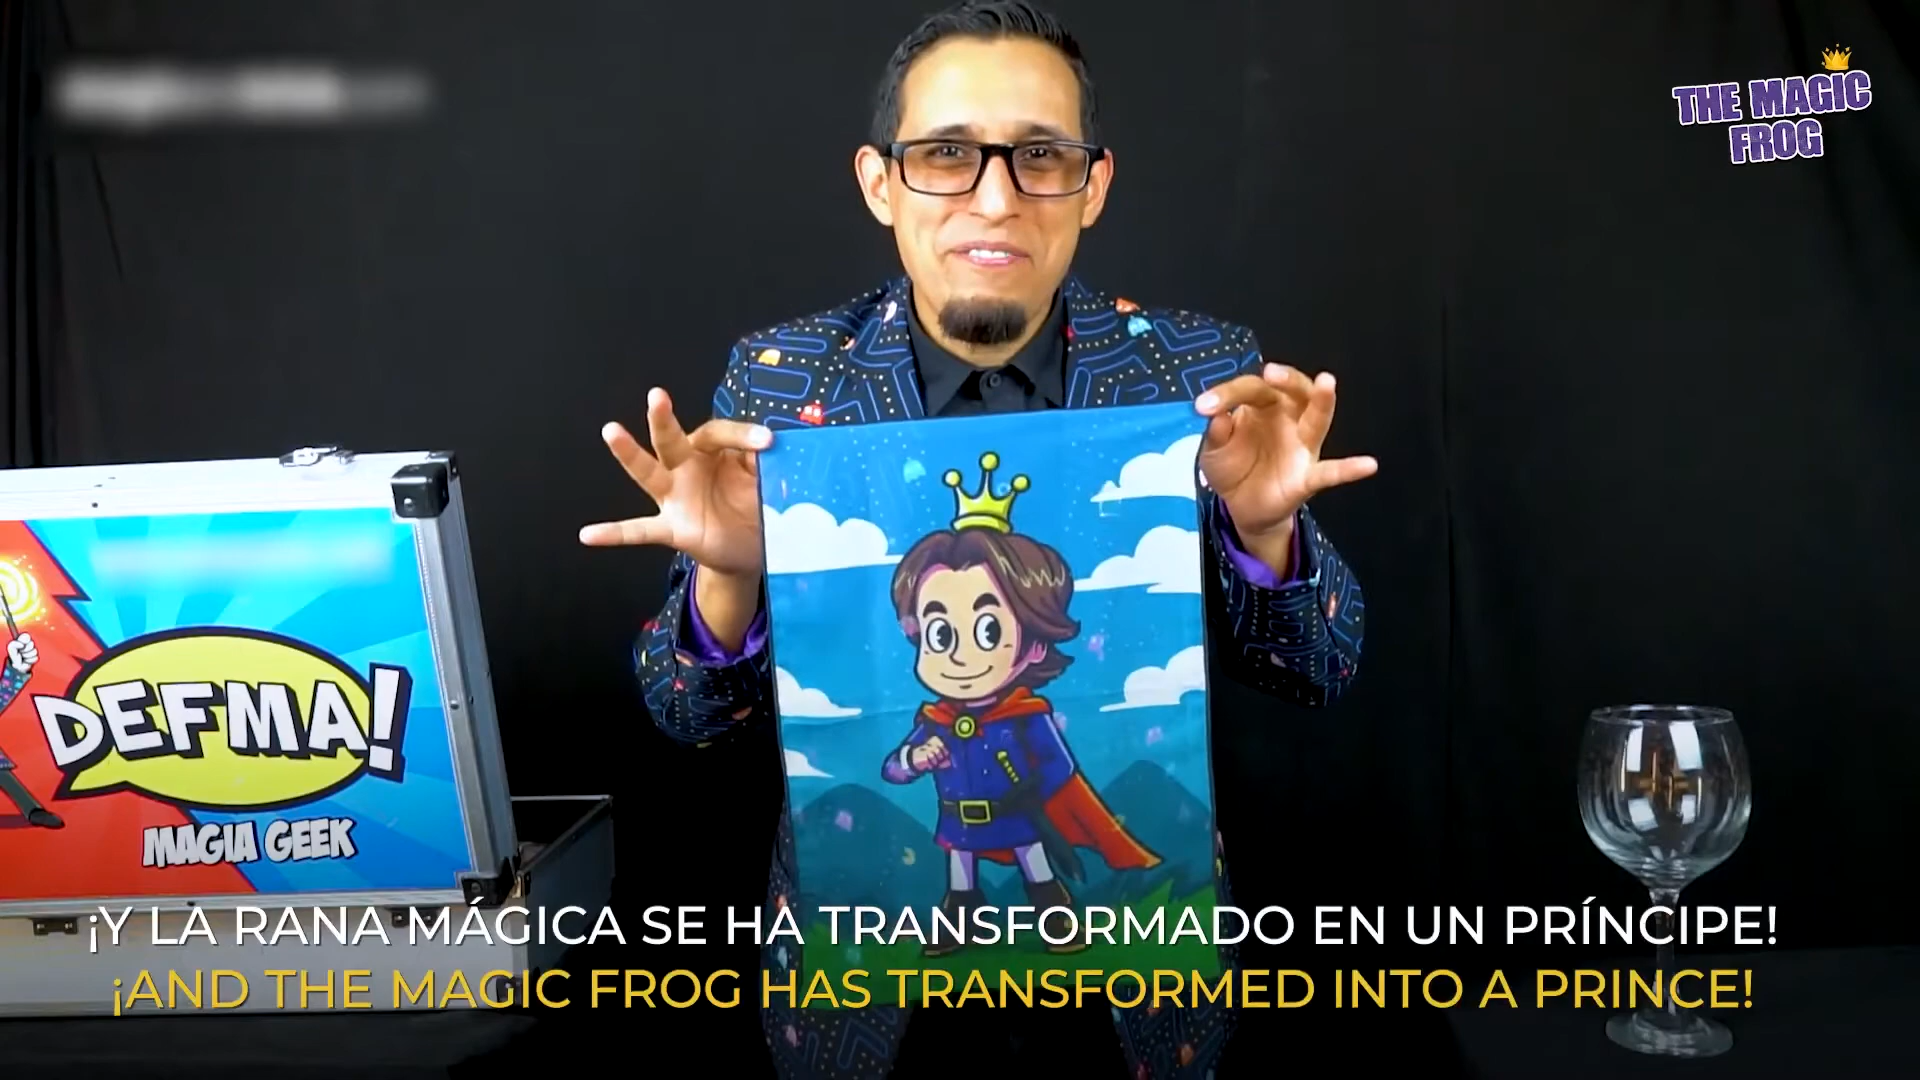 THE MAGIC
FROG
DEFMA!
MAGIA GEEK
¡Y LA RANA MÁGICA SE HA TRANSFORMADO EN UN PRÍNCIPE!
¡AND THE MAGIC FROG HAS TRANSFORMED INTO A PRINCE!